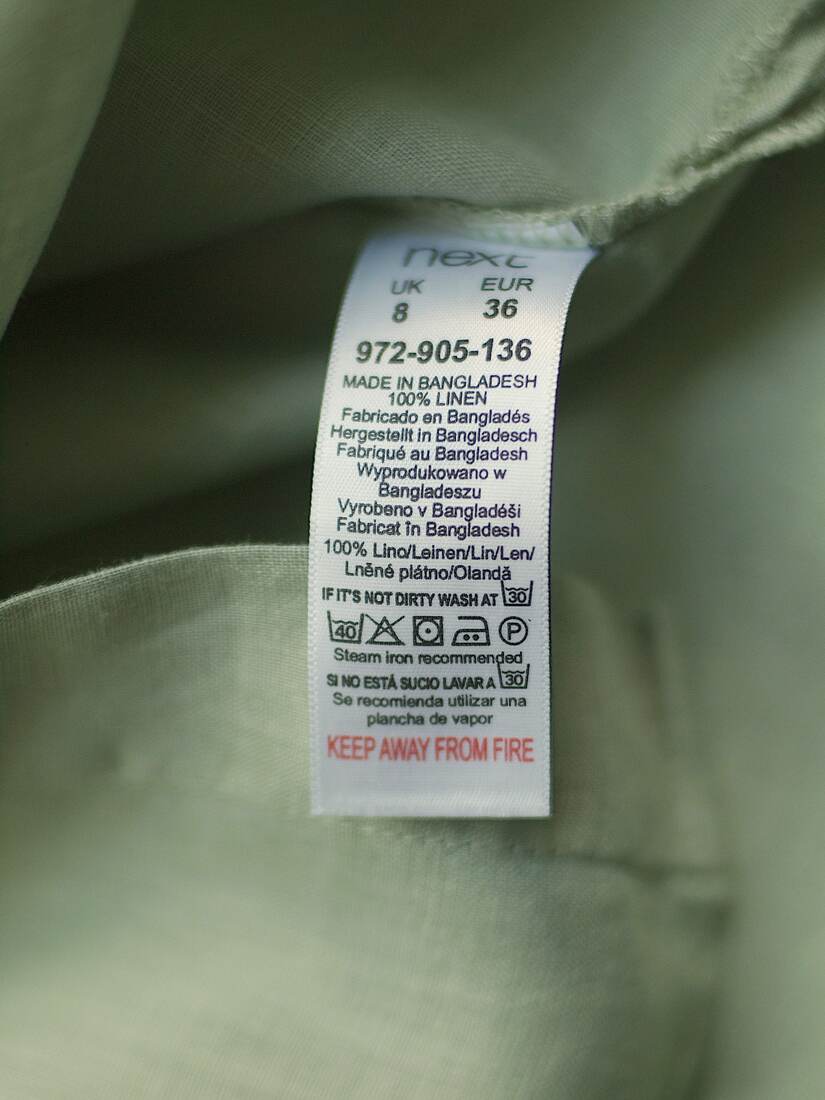 next
UK EUR
8 36
972-905-136
MADE IN BANGLADESH
100% LINEN
Fabricado en Bangladés
Hergestellt in Bangladesch
Fabriqué au Bangladesh
Wyprodukowano w
Bangladeszu
Vyrobeno v Bangladéši
Fabricat în Bangladesh
100% Lino/Leinen/Lin/Len/
Lněné plátno/Olandă
IF IT'S NOT DIRTY WASH AT 30
40 P
Steam iron recommended
SI NO ESTÁ SUCIO LAVAR A 30
Se recomienda utilizar una
plancha de vapor
KEEP AWAY FROM FIRE